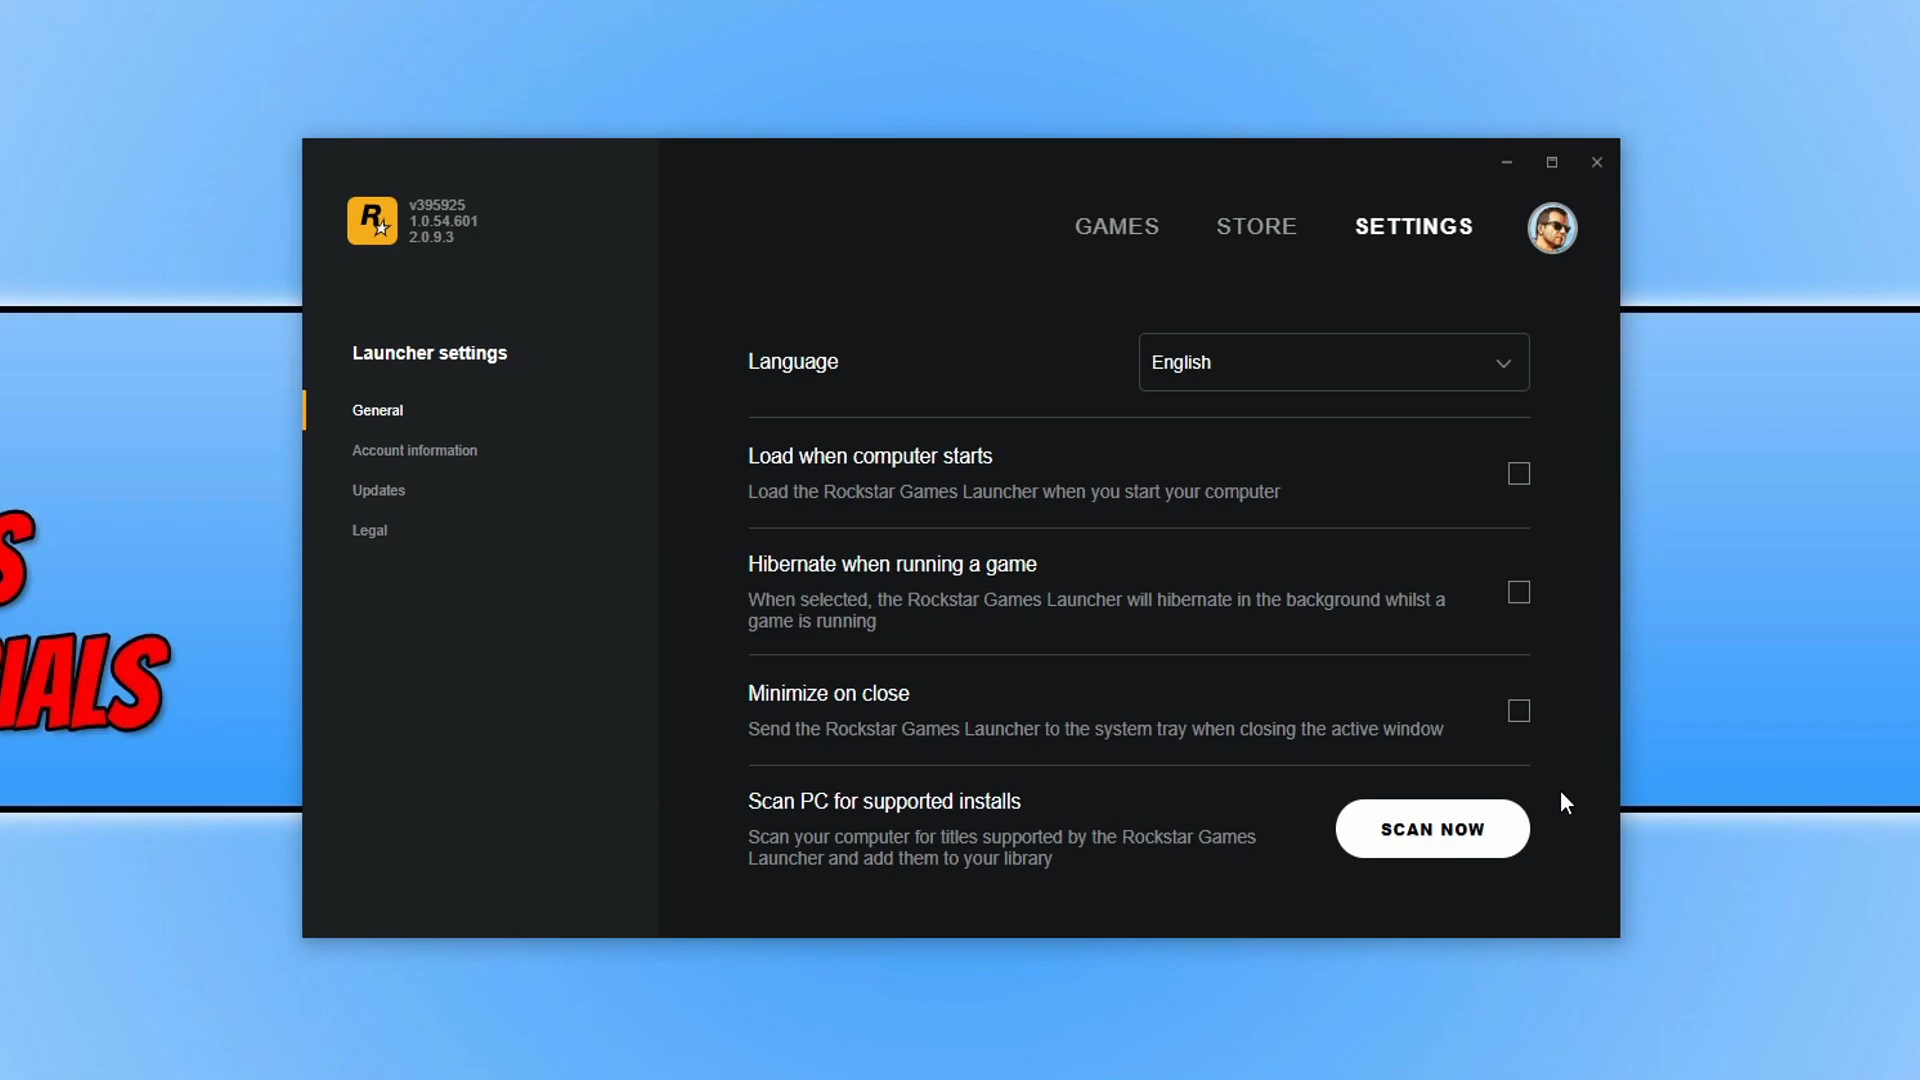 v395925
1.0.54.601
2.0.9.3
GAMES
STORE
SETTINGS
Launcher settings
General
Account information
Updates
Legal
Language
English
Load when computer starts
Load the Rockstar Games Launcher when you start your computer
Hibernate when running a game
When selected, the Rockstar Games Launcher will hibernate in the background whilst a
game is running
Minimize on close
Send the Rockstar Games Launcher to the system tray when closing the active window
Scan PC for supported installs
Scan your computer for titles supported by the Rockstar Games
Launcher and add them to your library
SCAN NOW
S
IALS